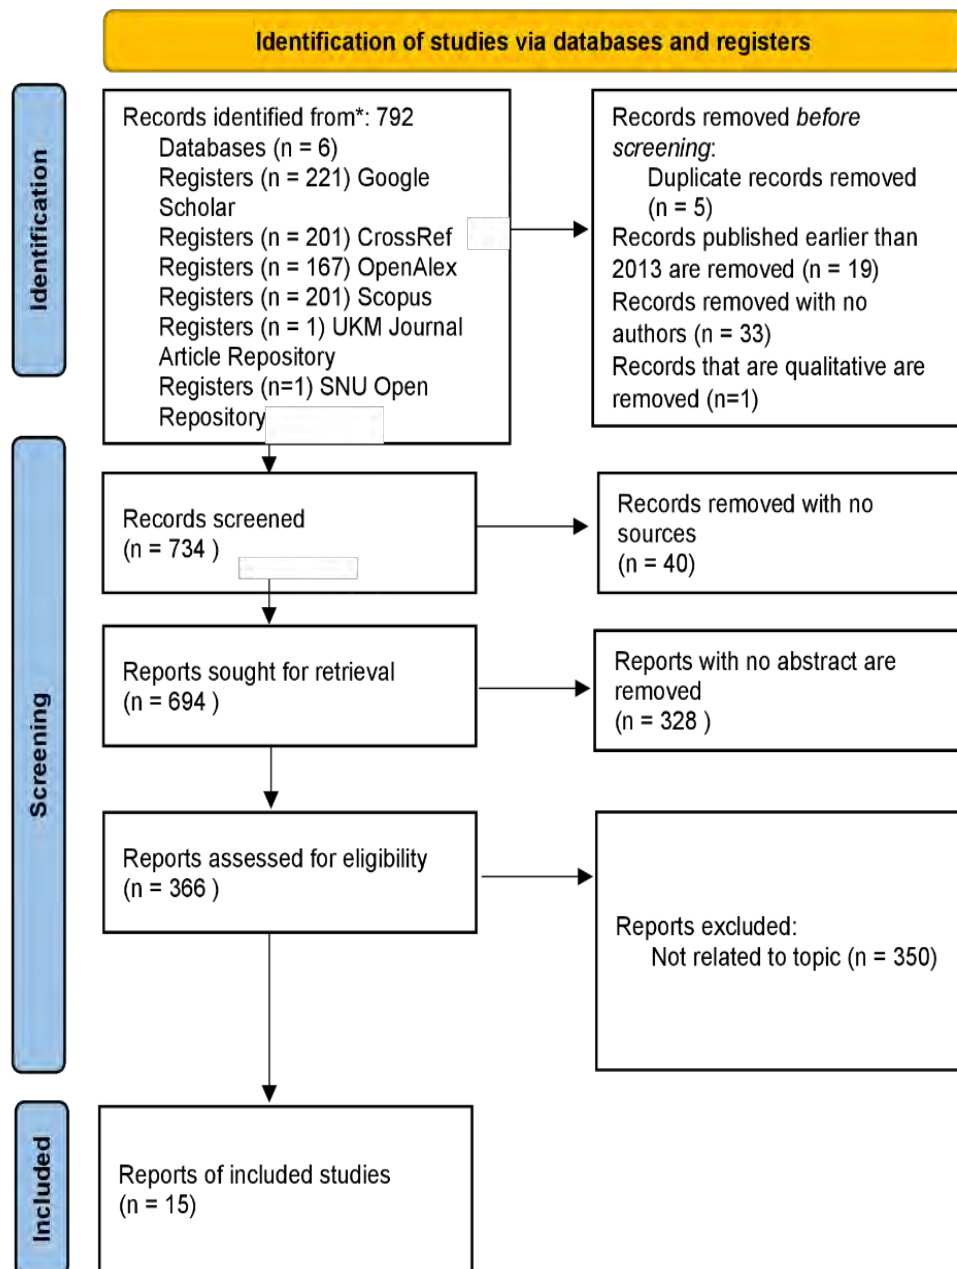 Identification of studies via databases and registers
Identification
Records identified from*: 792
Databases (n = 6)
Registers (n = 221) Google
Scholar
Registers (n = 201) CrossRef
Registers (n = 167) OpenAlex
Registers (n = 201) Scopus
Registers (n = 1) UKM Journal
Article Repository
Registers (n=1) SNU Open
Repository
Records removed before
screening:
Duplicate records removed
(n = 5)
Records published earlier than
2013 are removed (n = 19)
Records removed with no
authors (n = 33)
Records that are qualitative are
removed (n=1)
Screening
Records screened
(n = 734 )
Records removed with no
sources
(n = 40)
Reports sought for retrieval
(n = 694 )
Reports with no abstract are
removed
(n = 328 )
Reports assessed for eligibility
(n = 366 )
Reports excluded:
Not related to topic (n = 350)
Included
Reports of included studies
(n = 15)